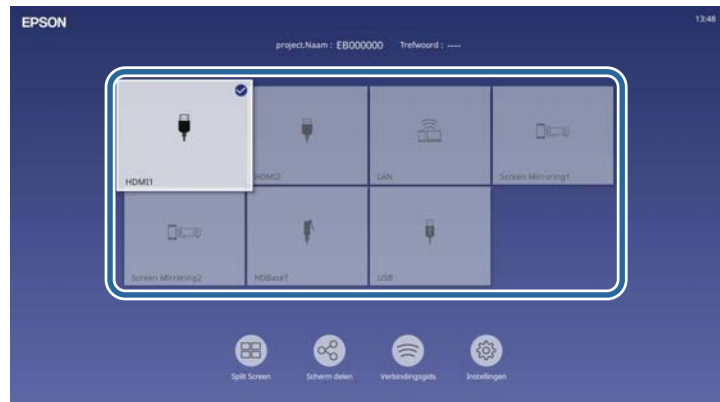 EPSON
13:48
project.Naam : EB000000 Trefwoord : ----
HDMI1
HDMI2
LAN
Screen Mirroring1
Screen Mirroring2
HDBaseT
USB
Split Screen
Scherm delen
Verbindingsgids
Instellingen